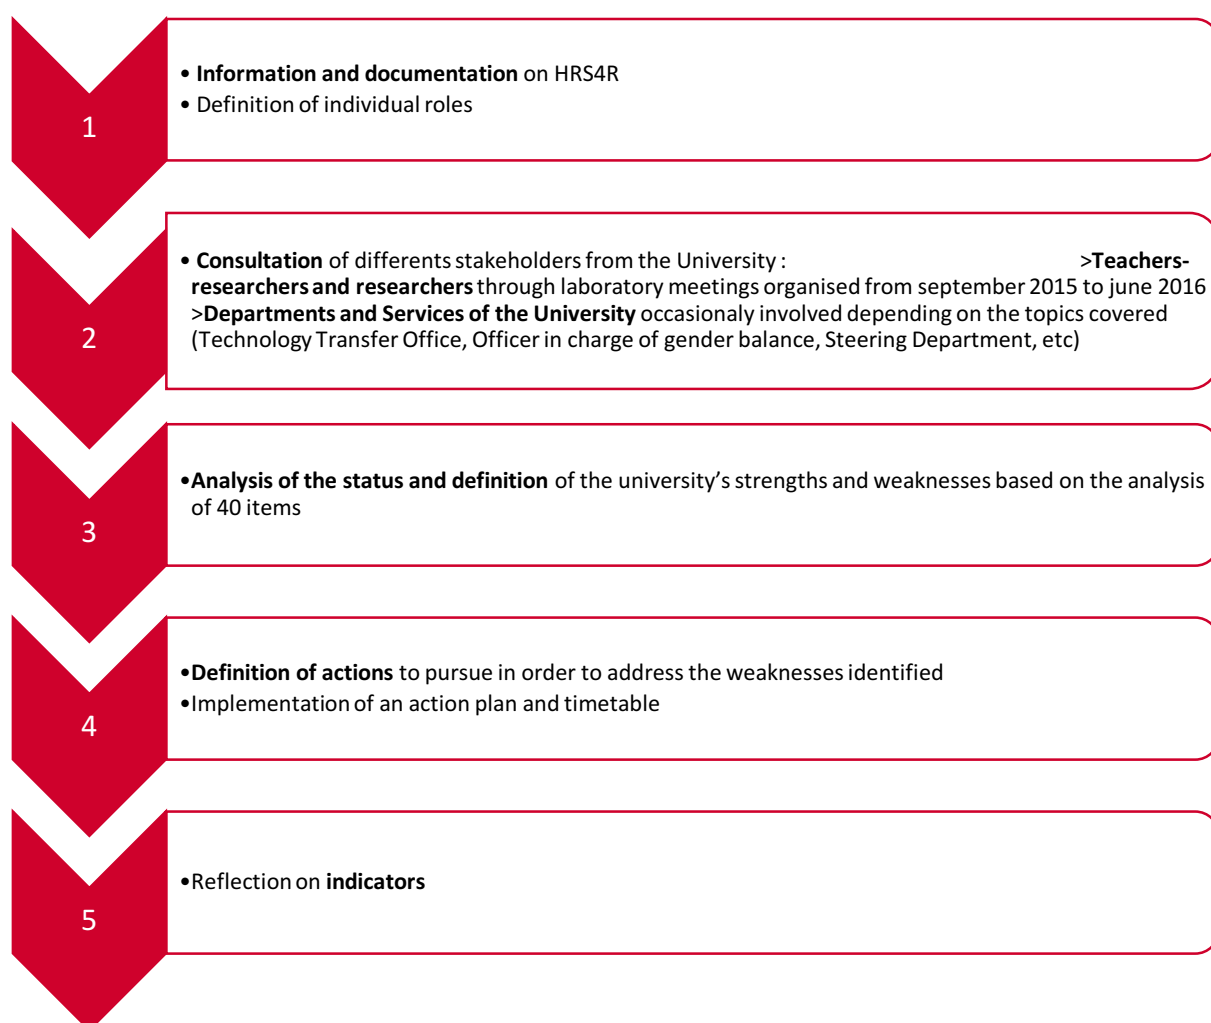 1
• Information and documentation on HRS4R
• Definition of individual roles
2
• Consultation of differents stakeholders from the University : >Teachers-
researchers and researchers through laboratory meetings organised from september 2015 to june 2016
>Departments and Services of the University occasionaly involved depending on the topics covered
(Technology Transfer Office, Officer in charge of gender balance, Steering Department, etc)
3
•Analysis of the status and definition of the university’s strengths and weaknesses based on the analysis
of 40 items
4
•Definition of actions to pursue in order to address the weaknesses identified
•Implementation of an action plan and timetable
5
•Reflection on indicators